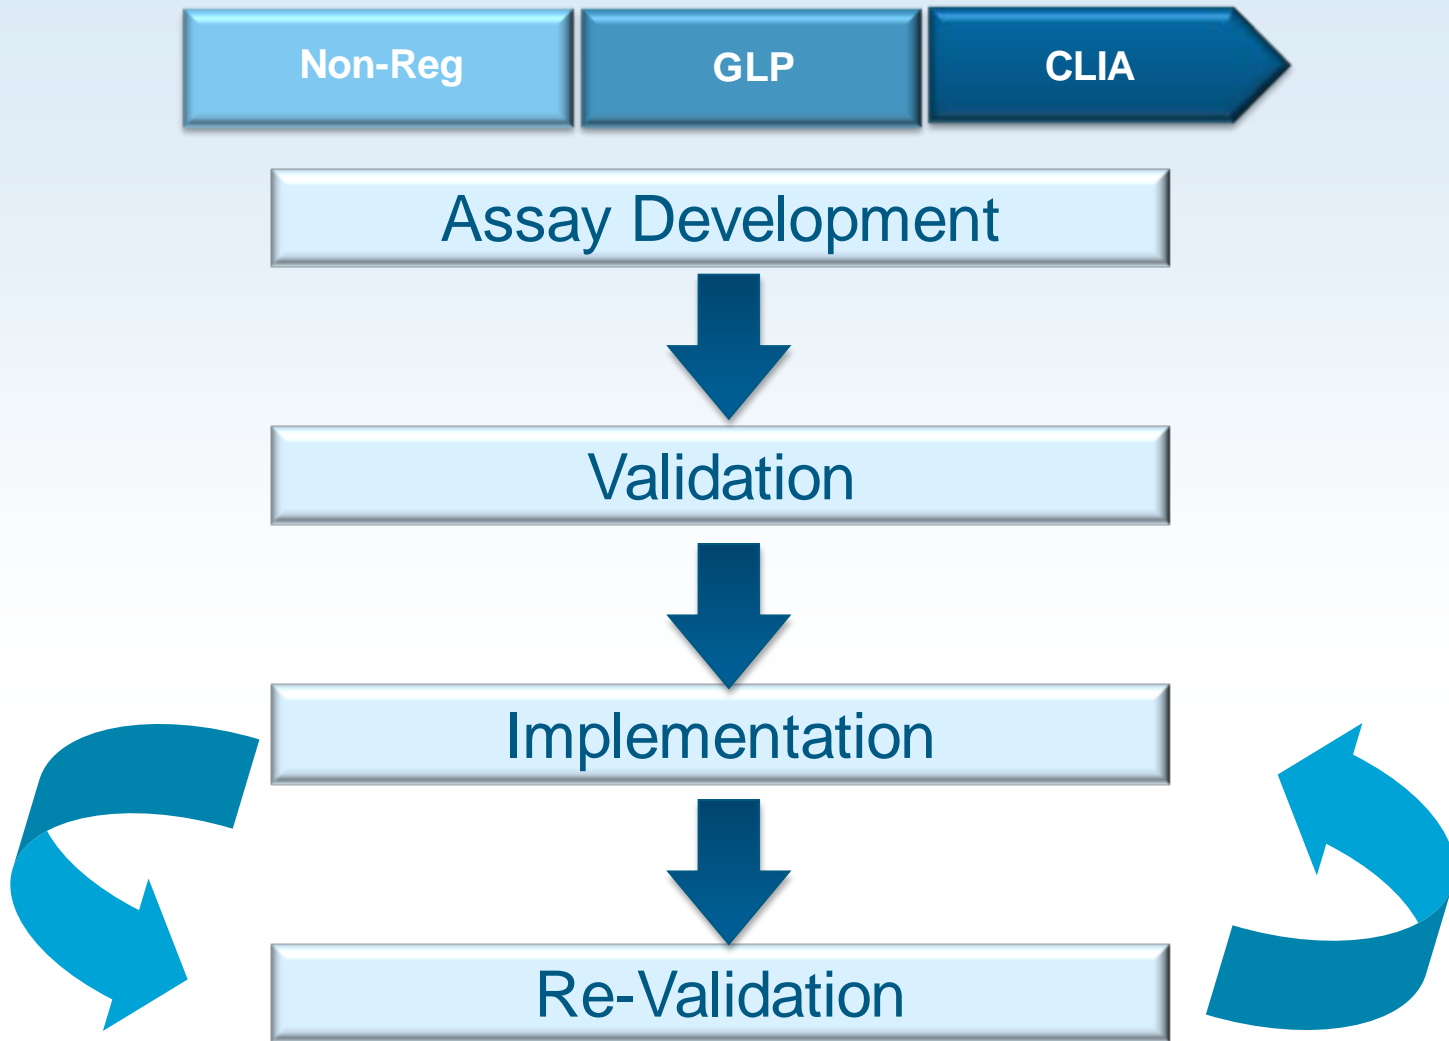 Non-Reg
GLP
CLIA
Assay Development
Validation
Implementation
Re-Validation